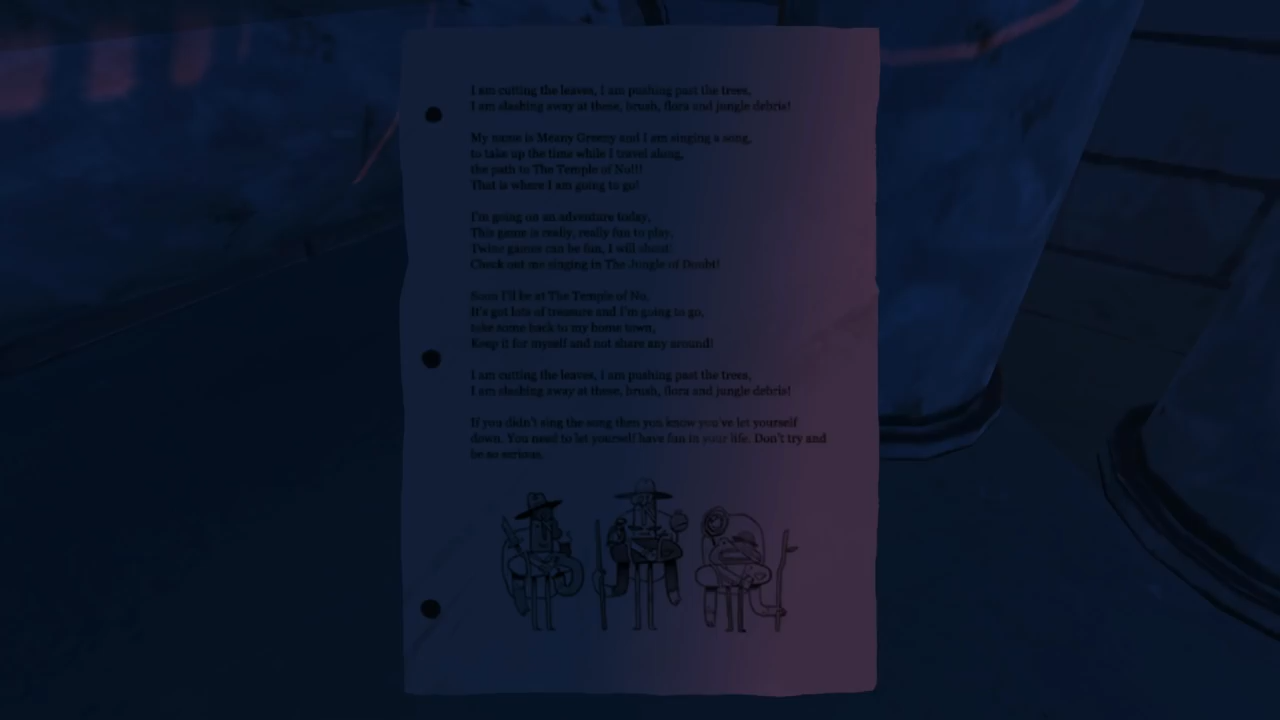 I am cutting the leaves, I am pushing past the trees,
I am slashing away at these, brush, flora and jungle debris!
My name is Meany Greeny and I am singing a song,
to take up the time while I travel along,
the path to The Temple of No!!!
That is where I am going to go!
I'm going on an adventure today,
This game is really, really fun to play.
Twine games can be fun, I will shout
Check out me singing in The Jungle of Doubt!
Soon I'll be at The Temple of No,
It's got lots of treasure and I'm going to go,
take some back to my home town,
Keep it for myself and not share any around!
I am cutting the leaves, I am pushing past the trees,
I am slashing away at these, brush, flora and jungle debris!
If you didn't sing the song then you know you've let yourself
down. You need to let yourself have fun in your life. Don't try and
be so serious.